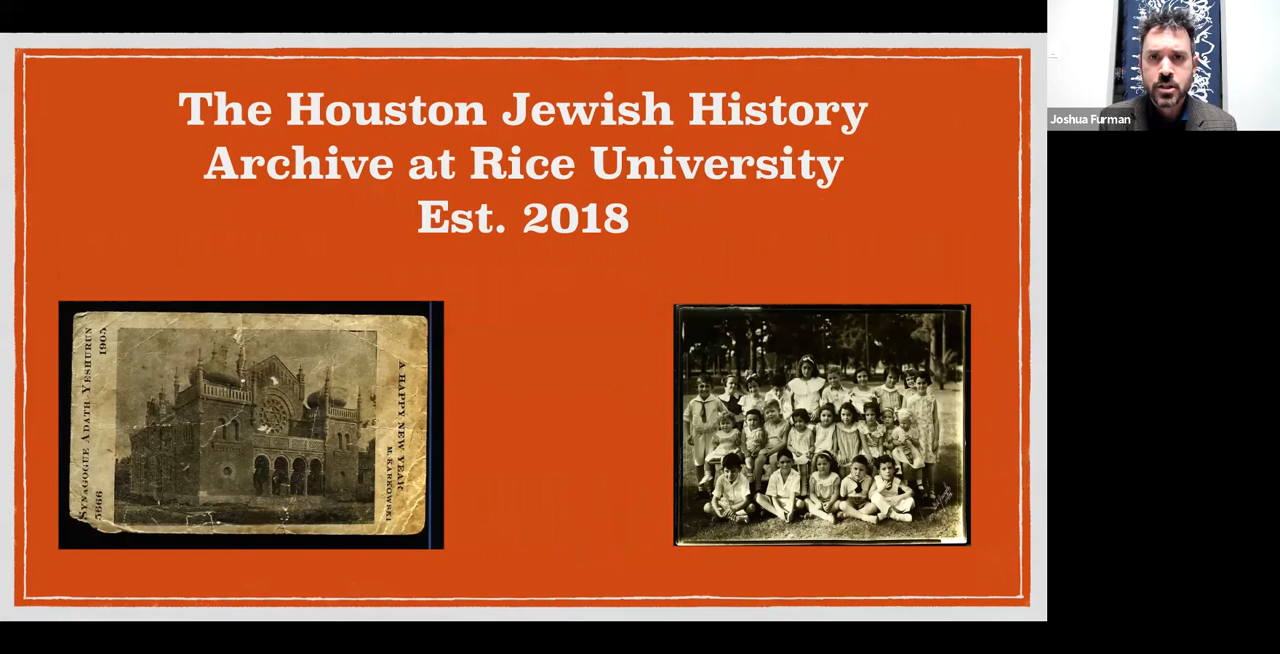 The Houston Jewish History
Archive at Rice University
Est. 2018
SYNAGOGUE ADATH YESHURUN
5666
1905
A HAPPY NEW YEAR
M. KARKOWSKI
Joshua Furman